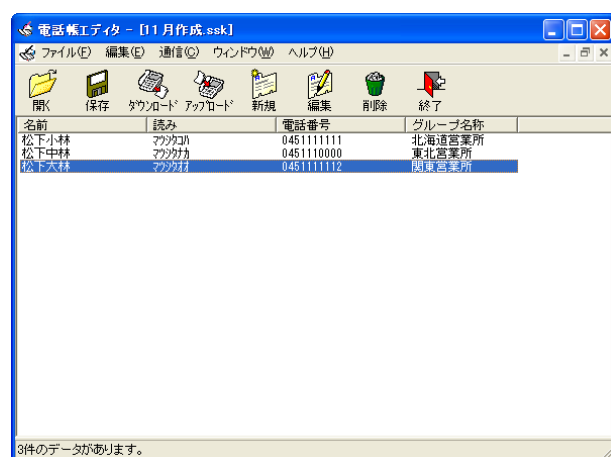 電話帳エディタ - [11月作成.ssk]
ファイル(F) 編集(E) 通信(C) ウィンドウ(W) ヘルプ(H)
開く 保存 ダウンロード アップロード 新規 編集 削除 終了
名前 読み 電話番号 グループ名称
松下小林 ﾏﾂｼﾀｺﾊ 0451111111 北海道営業所
松下中林 ﾏﾂｼﾀﾅｶ 0451110000 東北営業所
松下大林 ﾏﾂｼﾀｵｵ 0451111112 関東営業所
3件のデータがあります。